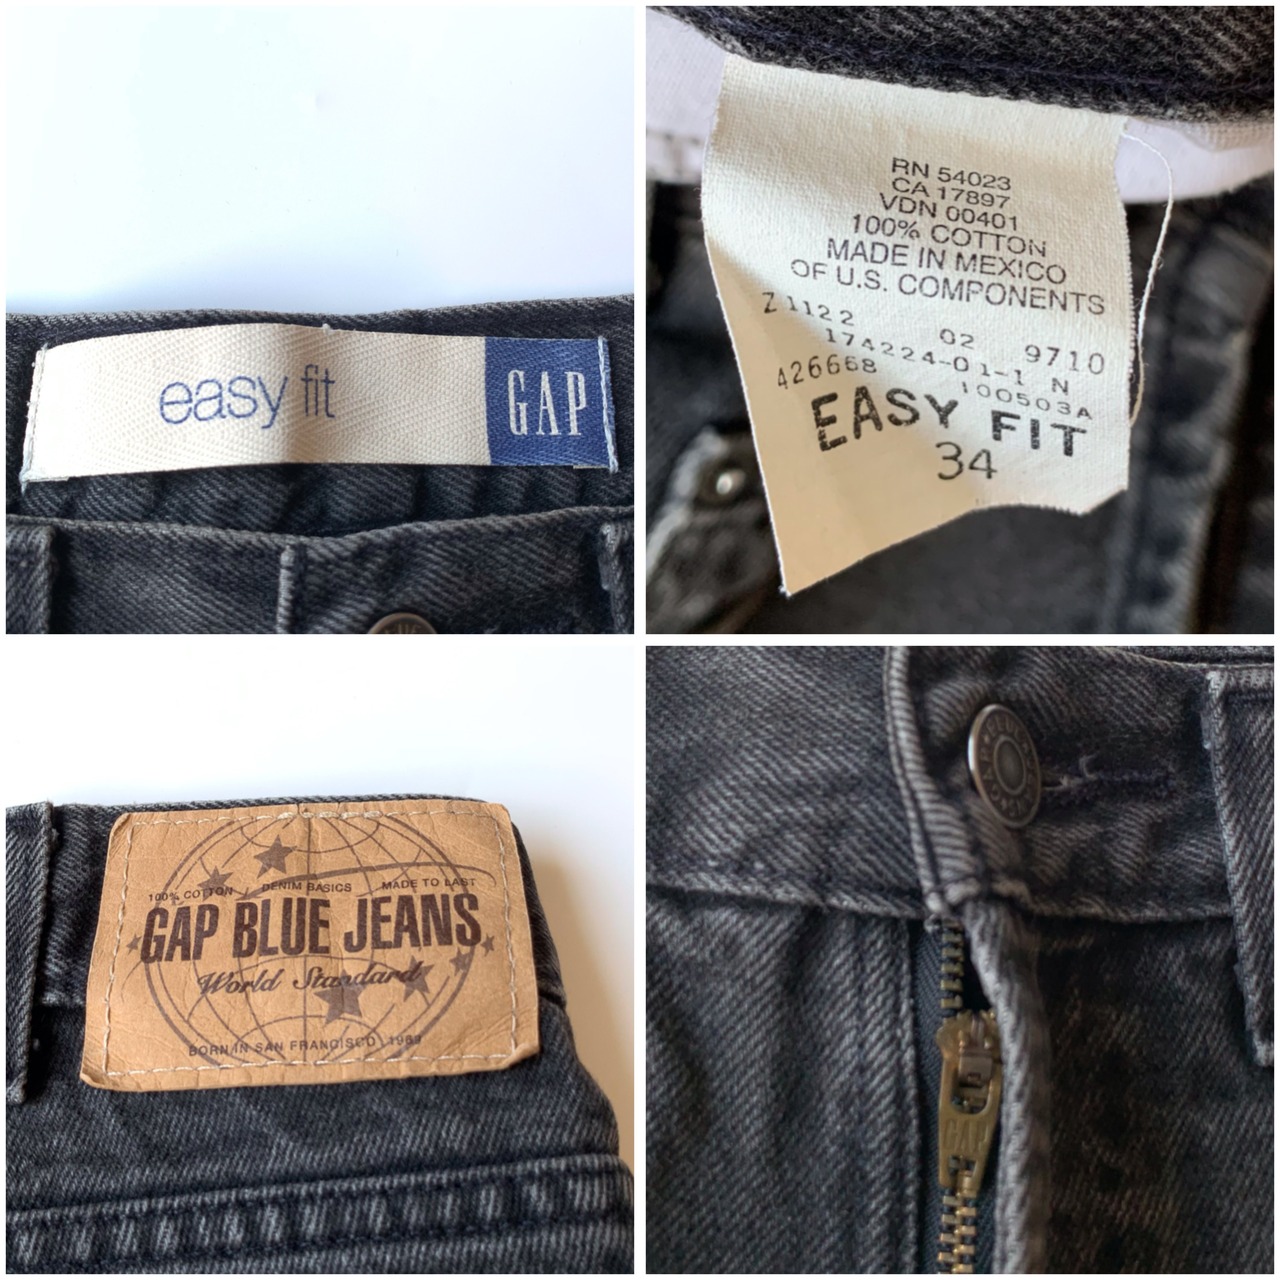 easy fit
GAP
RN 54023
CA 17897
VDN 00401
100% COTTON
MADE IN MEXICO
OF U.S. COMPONENTS
Z1122 02 9710
174224-01-1 N
426668 100503A
EASY FIT
34
100% COTTON / DENIM BASICS MADE TO LAST
GAP BLUE JEANS
World Standard
BORN IN SAN FRANCISCO 1969
GAP